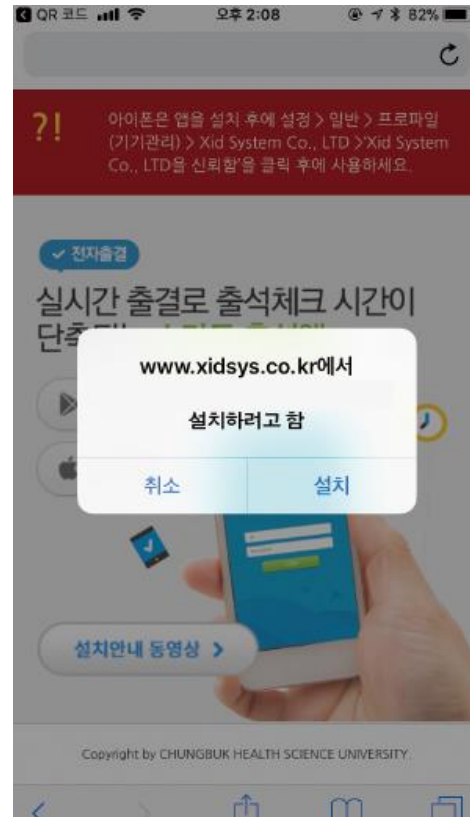 QR 코드
오후 2:08
82%
?!
아이폰은 앱을 설치 후에 설정 > 일반 > 프로파일
(기기관리) > Xid System Co., LTD >'Xid System
Co., LTD을 신뢰함'을 클릭 후에 사용하세요.
전자출결
실시간 출결로 출석체크 시간이
www.xidsys.co.kr에서
설치하려고 함
취소
설치
설치안내 동영상 >
Copyright by CHUNGBUK HEALTH SCIENCE UNIVERSITY.